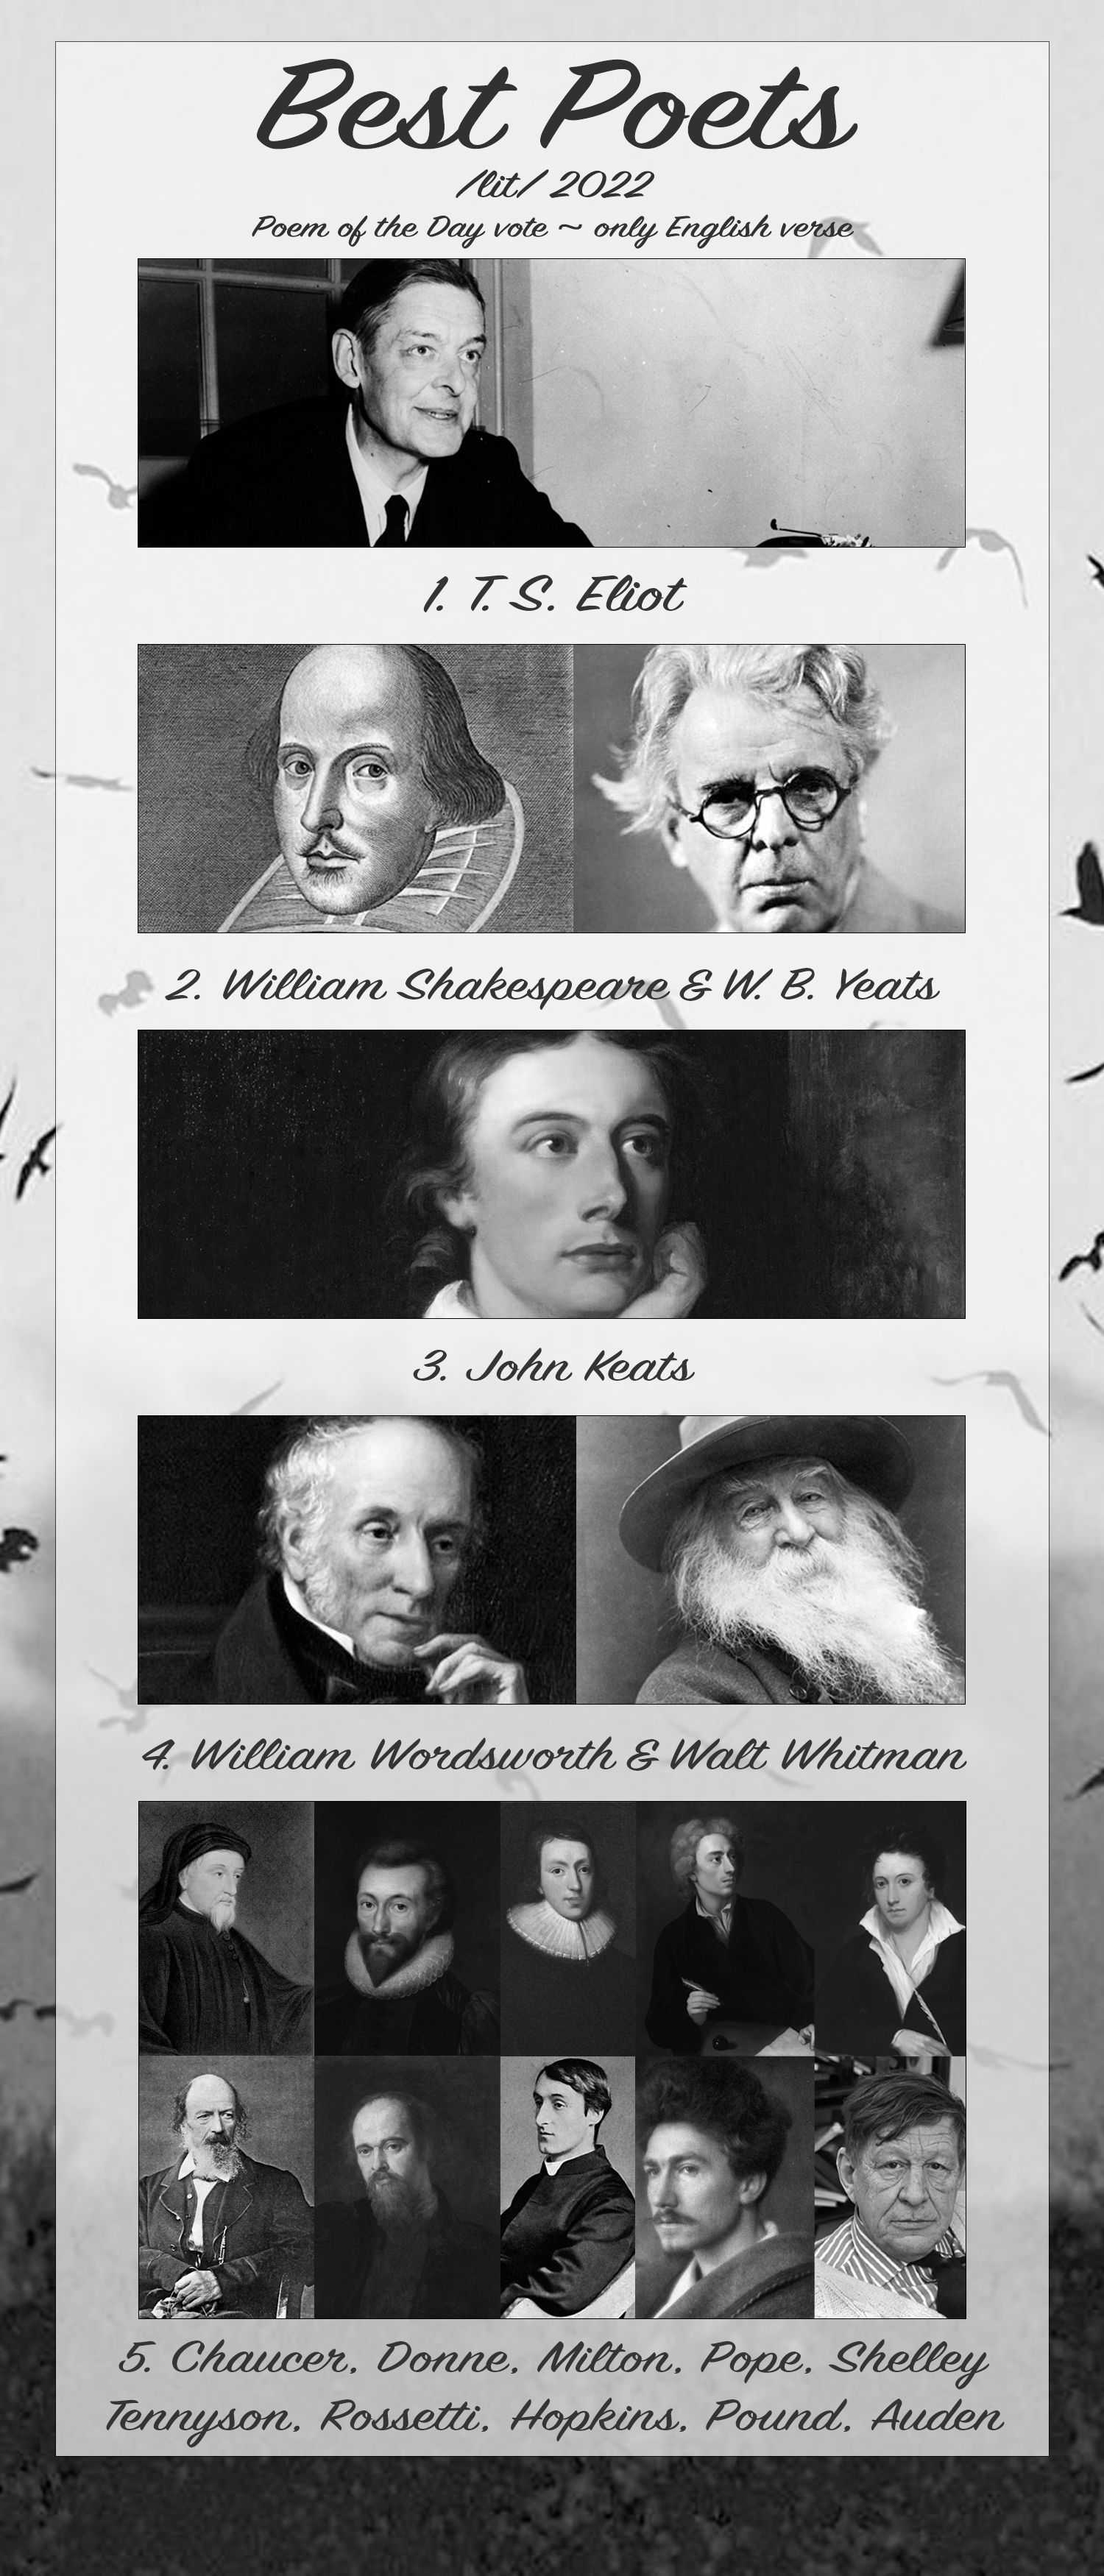 Best Poets
/lit/ 2022
Poem of the Day vote ~ only English verse
1. T. S. Eliot
2. William Shakespeare & W. B. Yeats
3. John Keats
4. William Wordsworth & Walt Whitman
5. Chaucer, Donne, Milton, Pope, Shelley
Tennyson, Rossetti, Hopkins, Pound, Auden